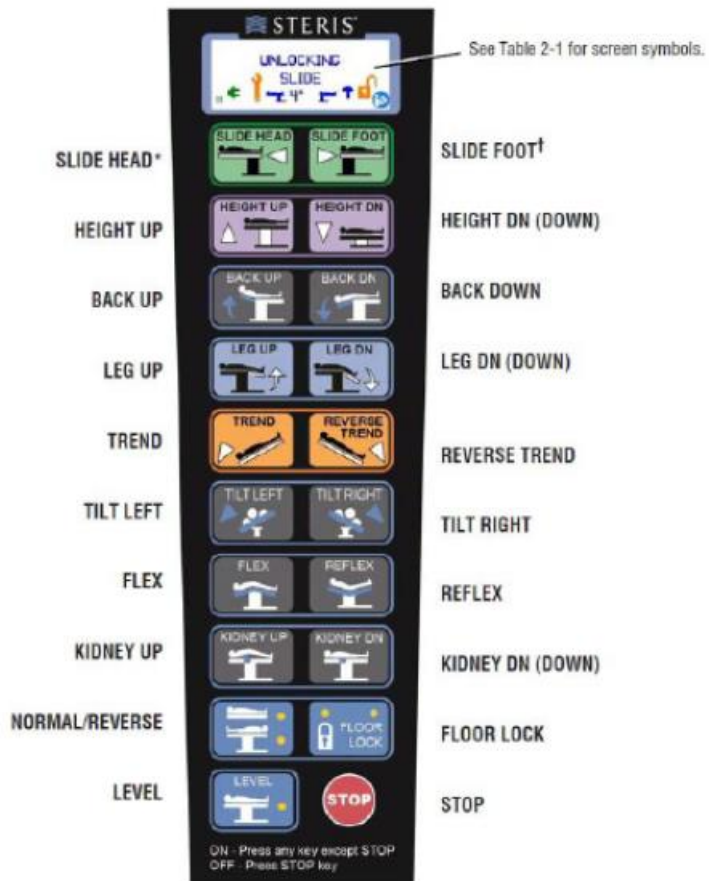 STERIS
UNLOCKING
SLIDE
4°
See Table 2-1 for screen symbols.
SLIDE HEAD*
SLIDE HEAD
SLIDE FOOT
SLIDE FOOT†
HEIGHT UP
HEIGHT UP
HEIGHT DN
HEIGHT DN (DOWN)
BACK UP
BACK UP
BACK DN
BACK DOWN
LEG UP
LEG UP
LEG DN
LEG DN (DOWN)
TREND
TREND
REVERSE
TREND
REVERSE TREND
TILT LEFT
TILT LEFT
TILT RIGHT
TILT RIGHT
FLEX
FLEX
REFLEX
REFLEX
KIDNEY UP
KIDNEY UP
KIDNEY DN
KIDNEY DN (DOWN)
NORMAL/REVERSE
FLOOR
LOCK
FLOOR LOCK
LEVEL
LEVEL
STOP
STOP
ON - Press any key except STOP
OFF - Press STOP key